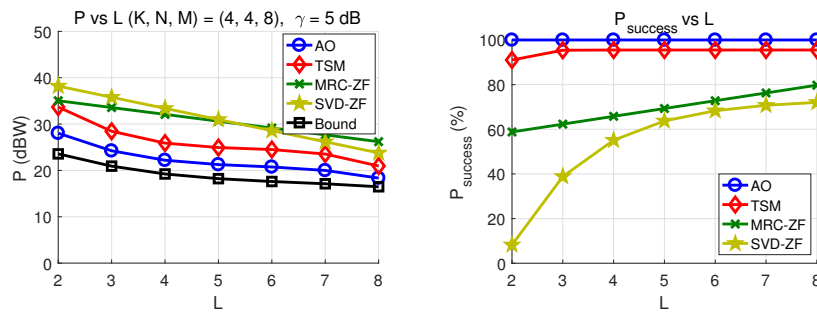 P vs L (K, N, M) = (4, 4, 8), γ = 5 dB
50
40
30
20
10
0
P (dBW)
2 3 4 5 6 7 8
L
AO
TSM
MRC-ZF
SVD-ZF
Bound
P_success vs L
100
80
60
40
20
0
P_success (%)
2 3 4 5 6 7 8
L
AO
TSM
MRC-ZF
SVD-ZF